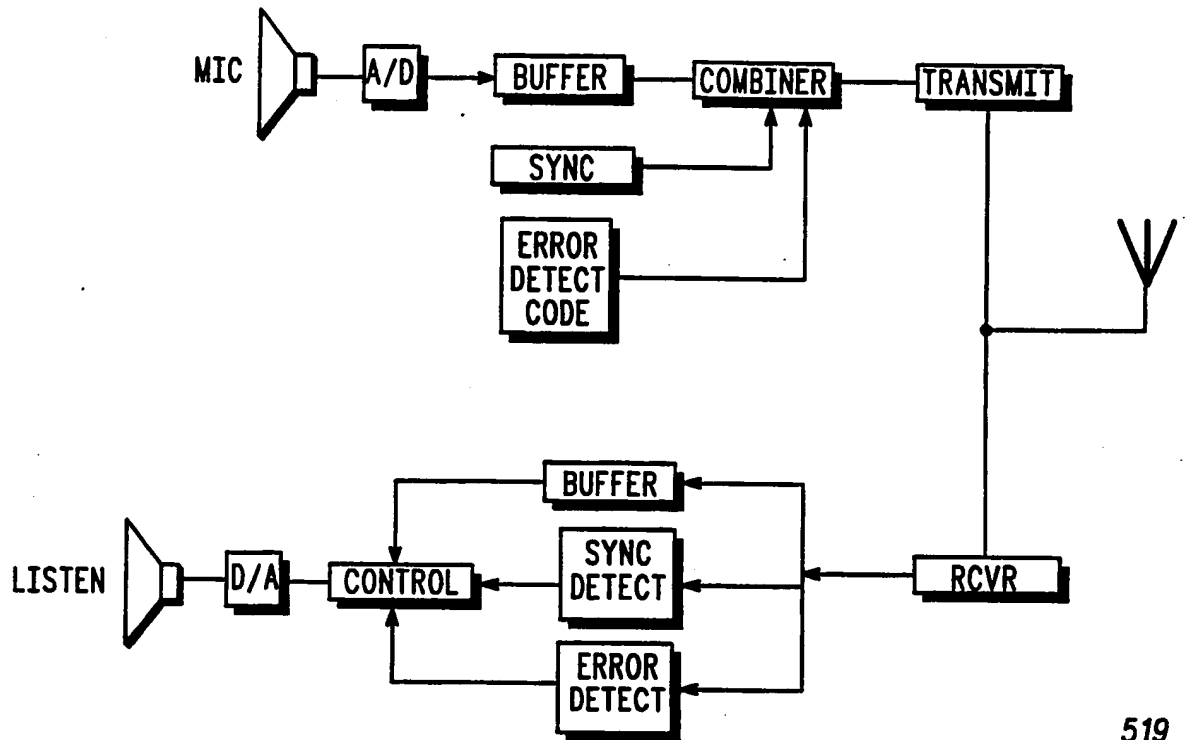 MIC
A/D
BUFFER
COMBINER
TRANSMIT
SYNC
ERROR
DETECT
CODE
BUFFER
LISTEN
D/A
CONTROL
SYNC
DETECT
RCVR
ERROR
DETECT
519